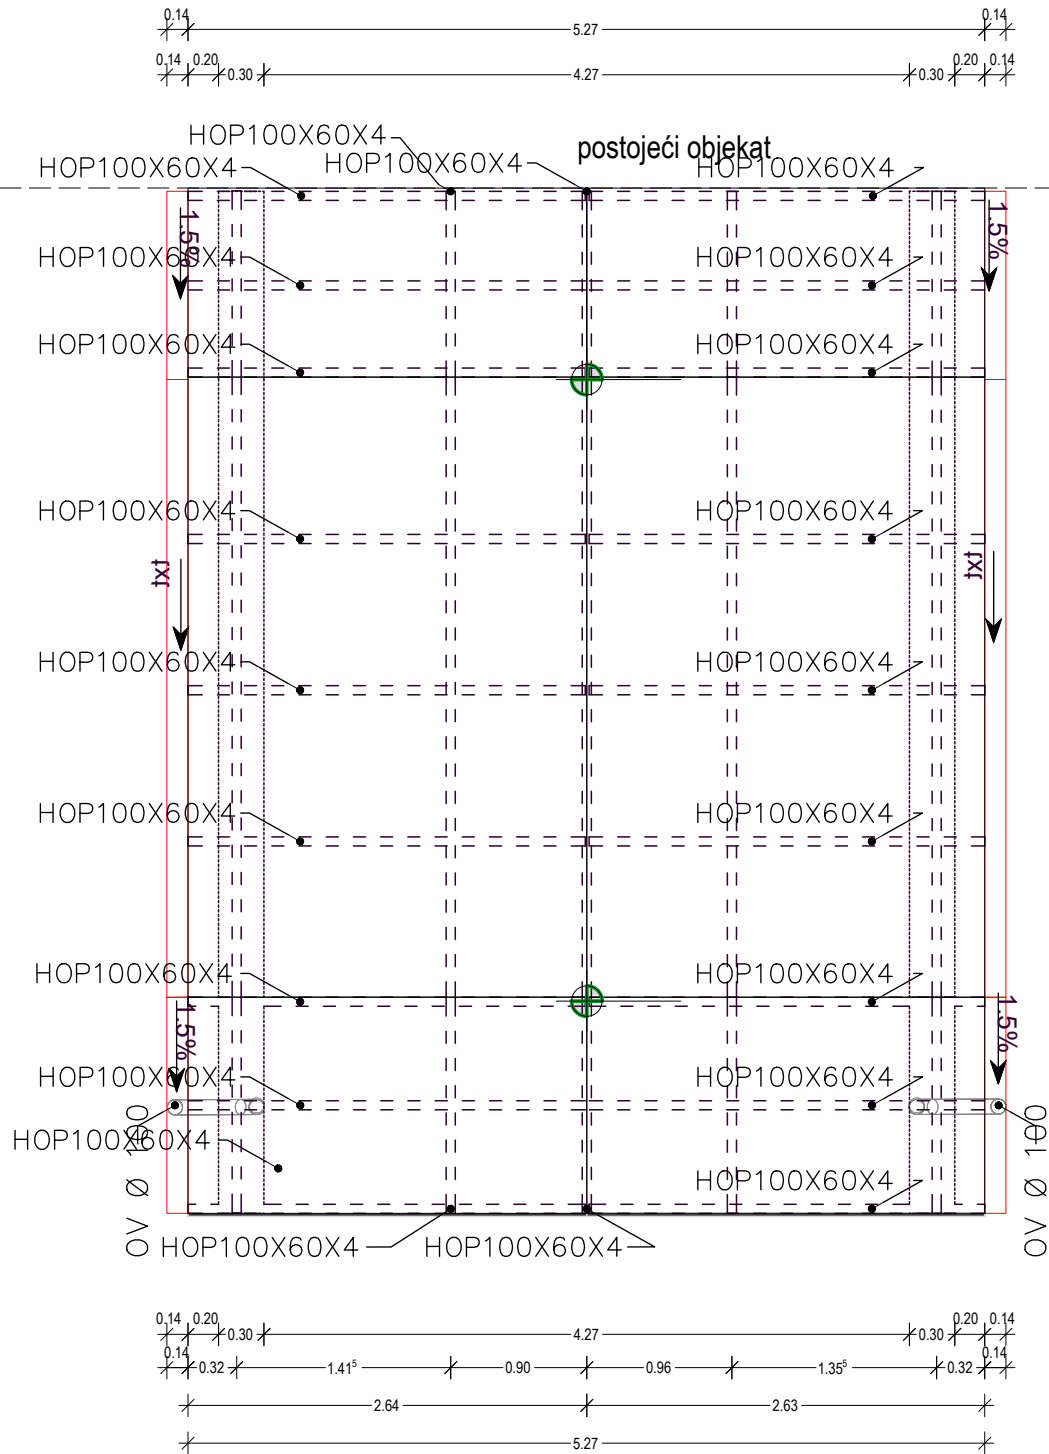 0.14 5.27 0.14
0.14 0.20 0.30 4.27 0.30 0.20 0.14
HOP100X60X4
HOP100X60X4
postojeći objekat
HOP100X60X4 HOP100X60X4
1.5% 1.5%
HOP100X60X4 HOP100X60X4
HOP100X60X4 HOP100X60X4
HOP100X60X4 HOP100X60X4
txt txt
HOP100X60X4 HOP100X60X4
HOP100X60X4 HOP100X60X4
HOP100X60X4 HOP100X60X4
1.5% 1.5%
HOP100X60X4 HOP100X60X4
HOP100X60X4
HOP100X60X4
OV Ø 100 OV Ø 100
HOP100X60X4 HOP100X60X4
0.14 0.20 0.30 4.27 0.30 0.20 0.14
0.14 0.32 1.41⁵ 0.90 0.96 1.35⁵ 0.32 0.14
2.64 2.63
5.27